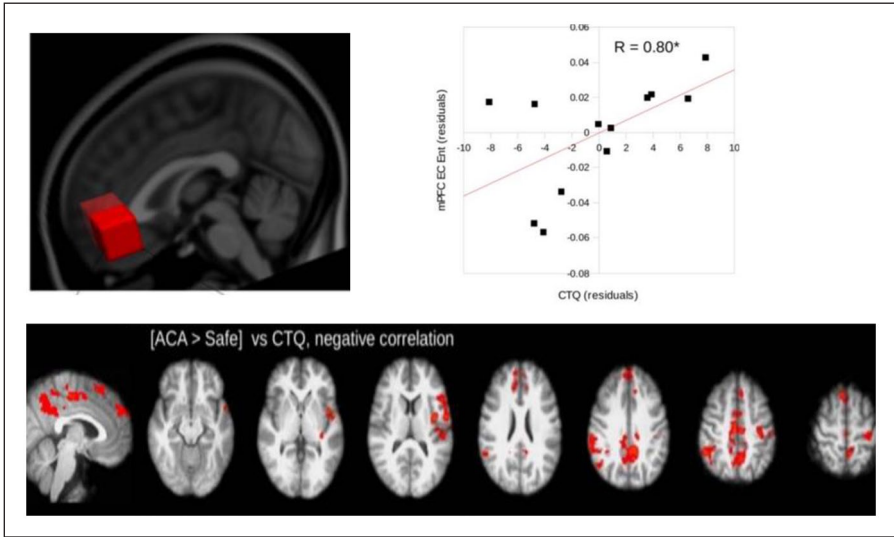 0.06
R = 0.80*
0.04
0.02
0
-10 -8 -6 -4 -2 0 2 4 6 8 10
-0.02
-0.04
-0.06
-0.08
mPFC EC Ent (residuals)
CTQ (residuals)
[ACA > Safe] vs CTQ, negative correlation